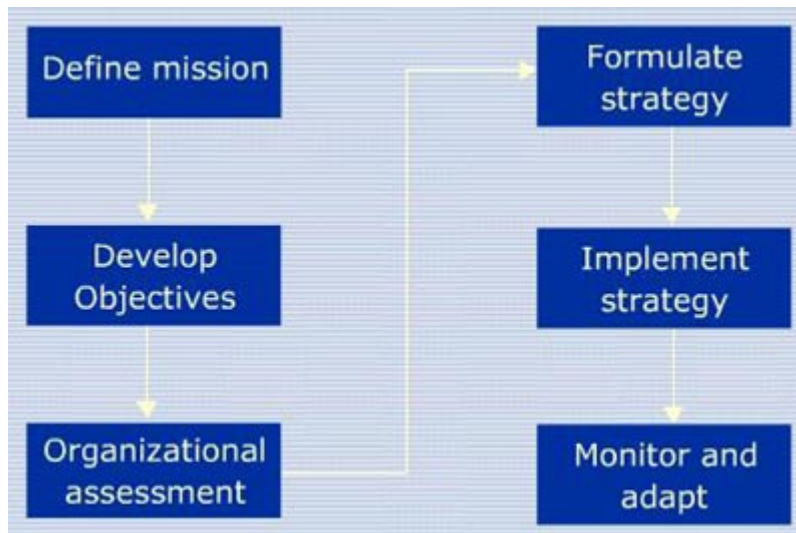 Define mission
Develop
Objectives
Organizational
assessment
Formulate
strategy
Implement
strategy
Monitor and
adapt